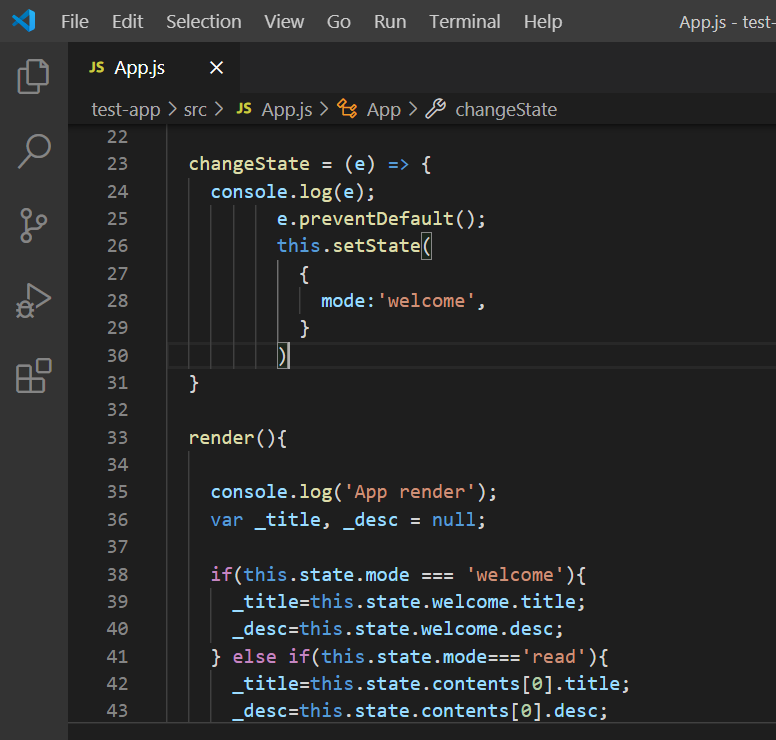 File Edit Selection View Go Run Terminal Help App.js - test-
JS App.js ×
test-app > src > JS App.js > App > changeState
22
23 changeState = (e) => {
24 console.log(e);
25 e.preventDefault();
26 this.setState(
27 {
28 mode:'welcome',
29 }
30 )
31 }
32
33 render(){
34
35 console.log('App render');
36 var _title, _desc = null;
37
38 if(this.state.mode === 'welcome'){
39 _title=this.state.welcome.title;
40 _desc=this.state.welcome.desc;
41 } else if(this.state.mode==='read'){
42 _title=this.state.contents[0].title;
43 _desc=this.state.contents[0].desc;